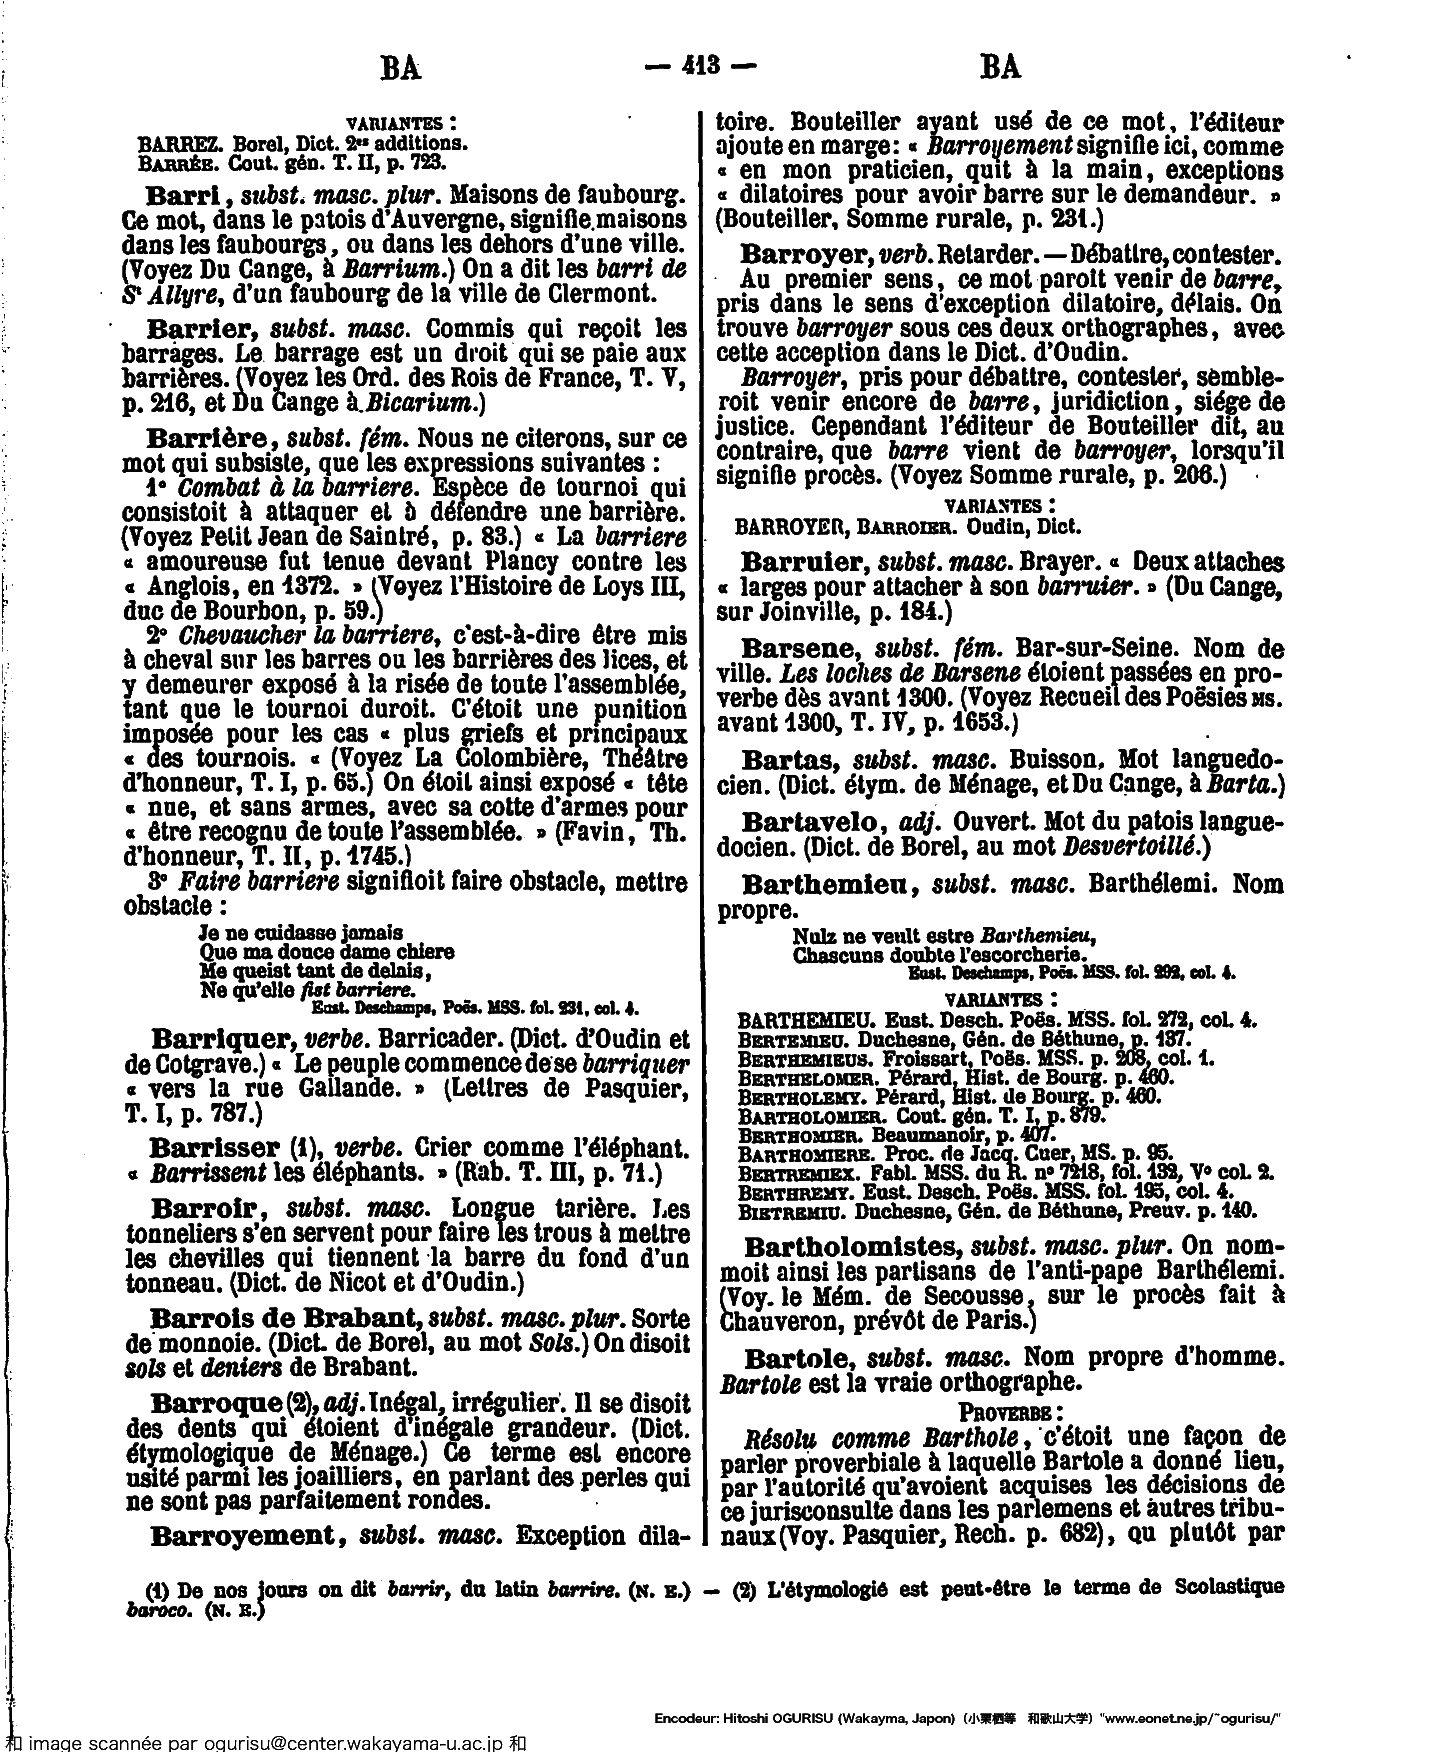 BA — 413 — BA
VARIANTES :
BARREZ. Borel, Dict. 2es additions.
BARRÉE. Cout. gén. T. II, p. 723.
Barri, subst. masc. plur. Maisons de faubourg.
Ce mot, dans le patois d'Auvergne, signifie maisons
dans les faubourgs, ou dans les dehors d'une ville.
(Voyez Du Cange, à Barrium.) On a dit les barri de
St Allyre, d'un faubourg de la ville de Clermont.
Barrier, subst. masc. Commis qui reçoit les
barrages. Le barrage est un droit qui se paie aux
barrières. (Voyez les Ord. des Rois de France, T. V,
p. 216, et Du Cange à Bicarium.)
Barrière, subst. fém. Nous ne citerons, sur ce
mot qui subsiste, que les expressions suivantes :
1° Combat à la barriere. Espèce de tournoi qui
consistoit à attaquer et à défendre une barrière.
(Voyez Petit Jean de Saintré, p. 83.) « La barriere
« amoureuse fut tenue devant Plancy contre les
« Anglois, en 1372. » (Voyez l'Histoire de Loys III,
duc de Bourbon, p. 59.)
2° Chevaucher la barriere, c'est-à-dire être mis
à cheval sur les barres ou les barrières des lices, et
y demeurer exposé à la risée de toute l'assemblée,
tant que le tournoi duroit. C'étoit une punition
imposée pour les cas « plus griefs et principaux
« des tournois. « (Voyez La Colombière, Théâtre
d'honneur, T. I, p. 65.) On étoit ainsi exposé « tête
« nue, et sans armes, avec sa cotte d'armes pour
« être recognu de toute l'assemblée. » (Favin, Th.
d'honneur, T. II, p. 1745.)
3° Faire barriere signifioit faire obstacle, mettre
obstacle :
Je ne cuidasse jamais
Que ma douce dame chiere
Me queist tant de delais,
Ne qu'elle fist barriere.
Eust. Deschamps, Poës. MSS. fol. 231, col. 4.
Barriquer, verbe. Barricader. (Dict. d'Oudin et
de Cotgrave.) « Le peuple commence de se barriquer
« vers la rue Gallande. » (Lettres de Pasquier,
T. I, p. 787.)
Barrisser (1), verbe. Crier comme l'éléphant.
« Barrissent les éléphants. » (Rab. T. III, p. 71.)
Barroir, subst. masc. Longue tarière. Les
tonneliers s'en servent pour faire les trous à mettre
les chevilles qui tiennent la barre du fond d'un
tonneau. (Dict. de Nicot et d'Oudin.)
Barrois de Brabant, subst. masc. plur. Sorte
de monnoie. (Dict. de Borel, au mot Sols.) On disoit
sols et deniers de Brabant.
Barroque (2), adj. Inégal, irrégulier. Il se disoit
des dents qui étoient d'inégale grandeur. (Dict.
étymologique de Ménage.) Ce terme est encore
usité parmi les joailliers, en parlant des perles qui
ne sont pas parfaitement rondes.
Barroyement, subst. masc. Exception dila-
toire. Bouteiller ayant usé de ce mot, l'éditeur
ajoute en marge: « Barroyement signifie ici, comme
« en mon praticien, quit à la main, exceptions
« dilatoires pour avoir barre sur le demandeur. »
(Bouteiller, Somme rurale, p. 231.)
Barroyer, verb. Retarder. — Débattre, contester.
Au premier sens, ce mot paroît venir de barre,
pris dans le sens d'exception dilatoire, délais. On
trouve barroyer sous ces deux orthographes, avec
cette acception dans le Dict. d'Oudin.
Barroyer, pris pour débattre, contester, semble-
roit venir encore de barre, juridiction, siége de
justice. Cependant l'éditeur de Bouteiller dit, au
contraire, que barre vient de barroyer, lorsqu'il
signifie procès. (Voyez Somme rurale, p. 206.)
VARIANTES :
BARROYER, BARROIER. Oudin, Dict.
Barruier, subst. masc. Brayer. « Deux attaches
« larges pour attacher à son barruier. » (Du Cange,
sur Joinville, p. 184.)
Barsene, subst. fém. Bar-sur-Seine. Nom de
ville. Les loches de Barsene étoient passées en pro-
verbe dès avant 1300. (Voyez Recueil des Poësies MS.
avant 1300, T. IV, p. 1653.)
Bartas, subst. masc. Buisson. Mot languedo-
cien. (Dict. étym. de Ménage, et Du Cange, à Barta.)
Bartavelo, adj. Ouvert. Mot du patois langue-
docien. (Dict. de Borel, au mot Desvertoillé.)
Barthemieu, subst. masc. Barthélemi. Nom
propre.
Nulz ne veult estre Barthemieu,
Chascuns doubte l'escorcherie.
Eust. Deschamps, Poës. MSS. fol. 292, col. 4.
VARIANTES :
BARTHEMIEU. Eust. Desch. Poës. MSS. fol. 272, col. 4.
BERTEMIEU. Duchesne, Gén. de Béthune, p. 137.
BERTHEMIEUS. Froissart, Poës. MSS. p. 208, col. 1.
BERTHELOMER. Pérard, Hist. de Bourg. p. 460.
BERTHOLEMY. Pérard, Hist. de Bourg. p. 460.
BARTHOLOMIER. Cout. gén. T. I, p. 879.
BERTHOMIER. Beaumanoir, p. 407.
BARTHOMIERE. Proc. de Jacq. Cuer, MS. p. 95.
BERTREMIEX. Fabl. MSS. du R. n° 7218, fol. 132, V° col. 2.
BERTHREMY. Eust. Desch. Poës. MSS. fol. 195, col. 4.
BIETREMIU. Duchesne, Gén. de Béthune, Preuv. p. 140.
Bartholomistes, subst. masc. plur. On nom-
moit ainsi les partisans de l'anti-pape Barthélemi.
(Voy. le Mém. de Secousse, sur le procès fait à
Chauveron, prévôt de Paris.)
Bartole, subst. masc. Nom propre d'homme.
Bartole est la vraie orthographe.
PROVERBE :
Résolu comme Barthole, c'étoit une façon de
parler proverbiale à laquelle Bartole a donné lieu,
par l'autorité qu'avoient acquises les décisions de
ce jurisconsulte dans les parlemens et autres tribu-
naux (Voy. Pasquier, Rech. p. 682), qu plutôt par
(1) De nos jours on dit barrir, du latin barrire. (N. E.) — (2) L'étymologie est peut-être le terme de Scolastique
baroco. (N. E.)
Encodeur: Hitoshi OGURISU (Wakayma, Japon) (小栗栖等 和歌山大学) "www.eonet.ne.jp/~ogurisu/"
和 image scannée par ogurisu@center.wakayama-u.ac.jp 和